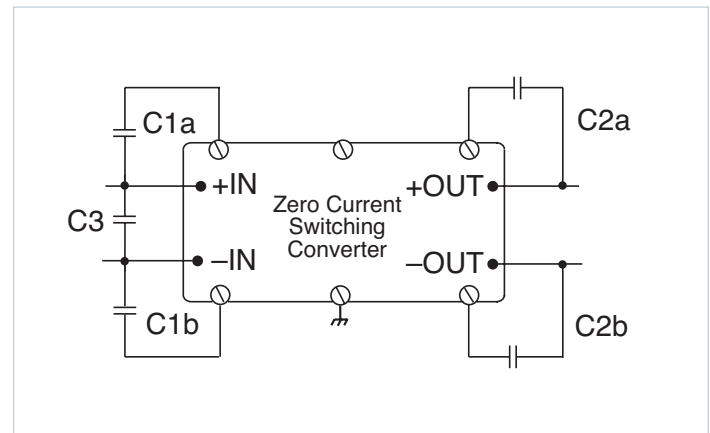 C1a
C2a
+IN
+OUT
Zero Current
Switching
Converter
C3
–IN
–OUT
C1b
C2b